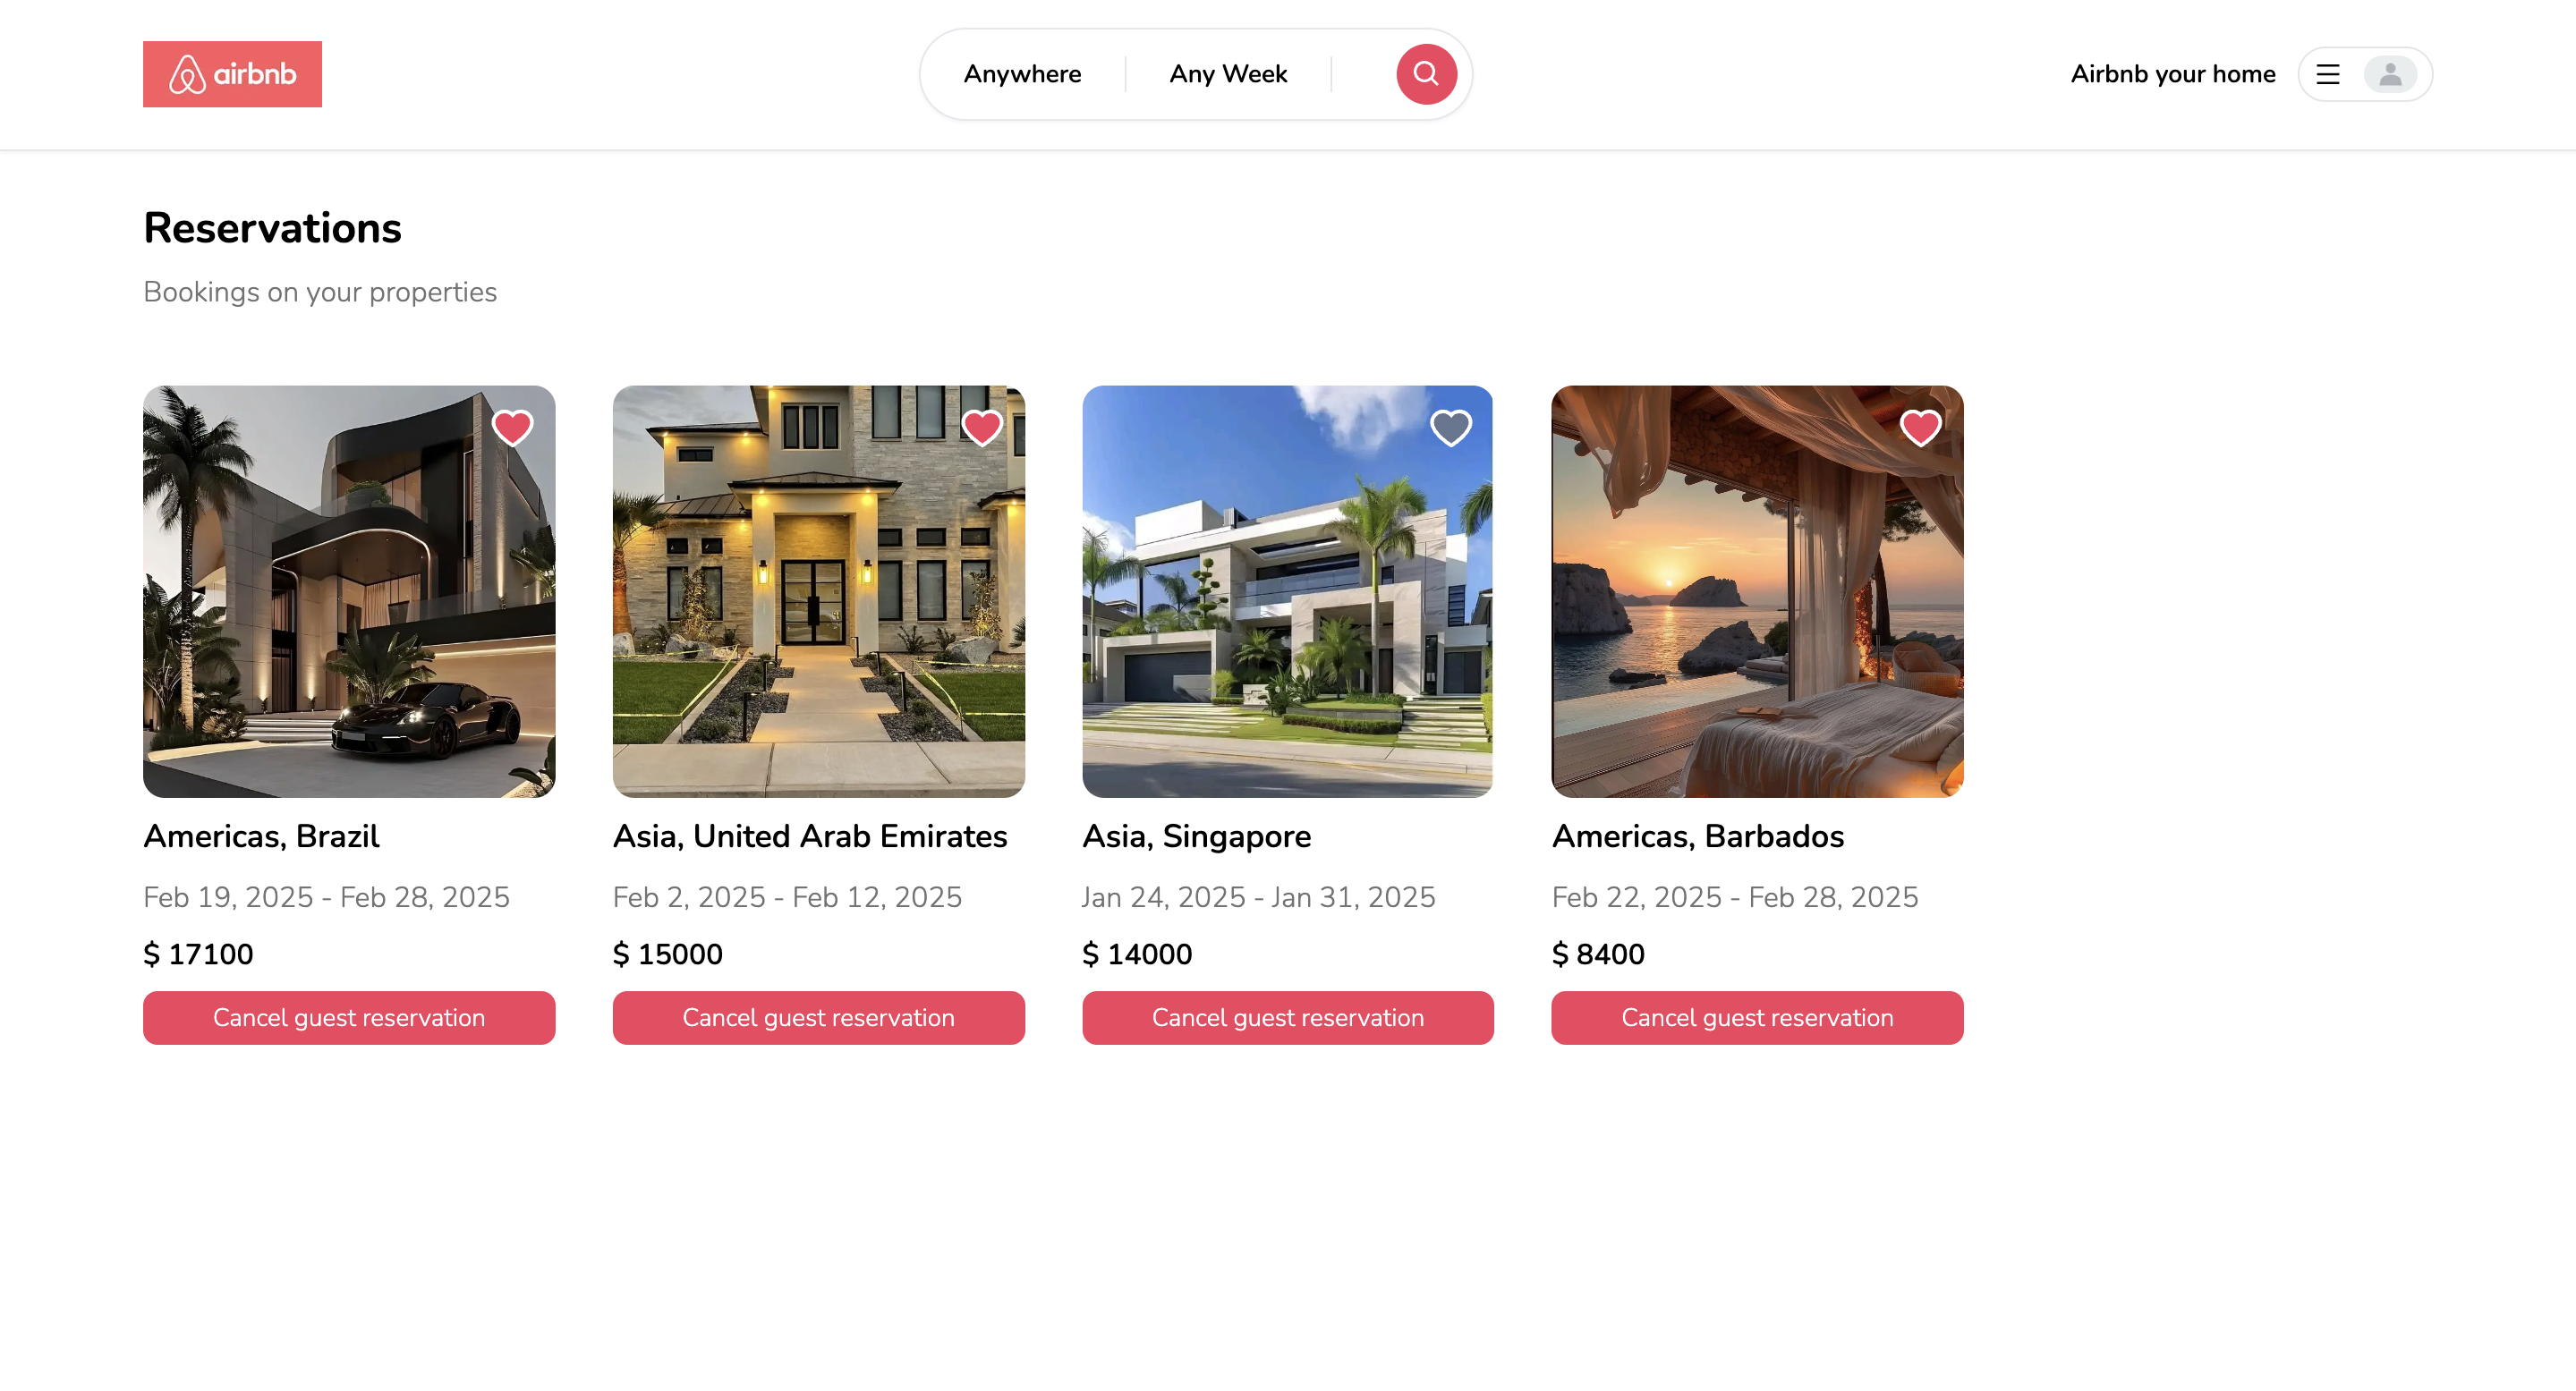 airbnb
Anywhere
Any Week
Airbnb your home
Reservations
Bookings on your properties
Americas, Brazil
Feb 19, 2025 - Feb 28, 2025
$ 17100
Cancel guest reservation
Asia, United Arab Emirates
Feb 2, 2025 - Feb 12, 2025
$ 15000
Cancel guest reservation
Asia, Singapore
Jan 24, 2025 - Jan 31, 2025
$ 14000
Cancel guest reservation
Americas, Barbados
Feb 22, 2025 - Feb 28, 2025
$ 8400
Cancel guest reservation